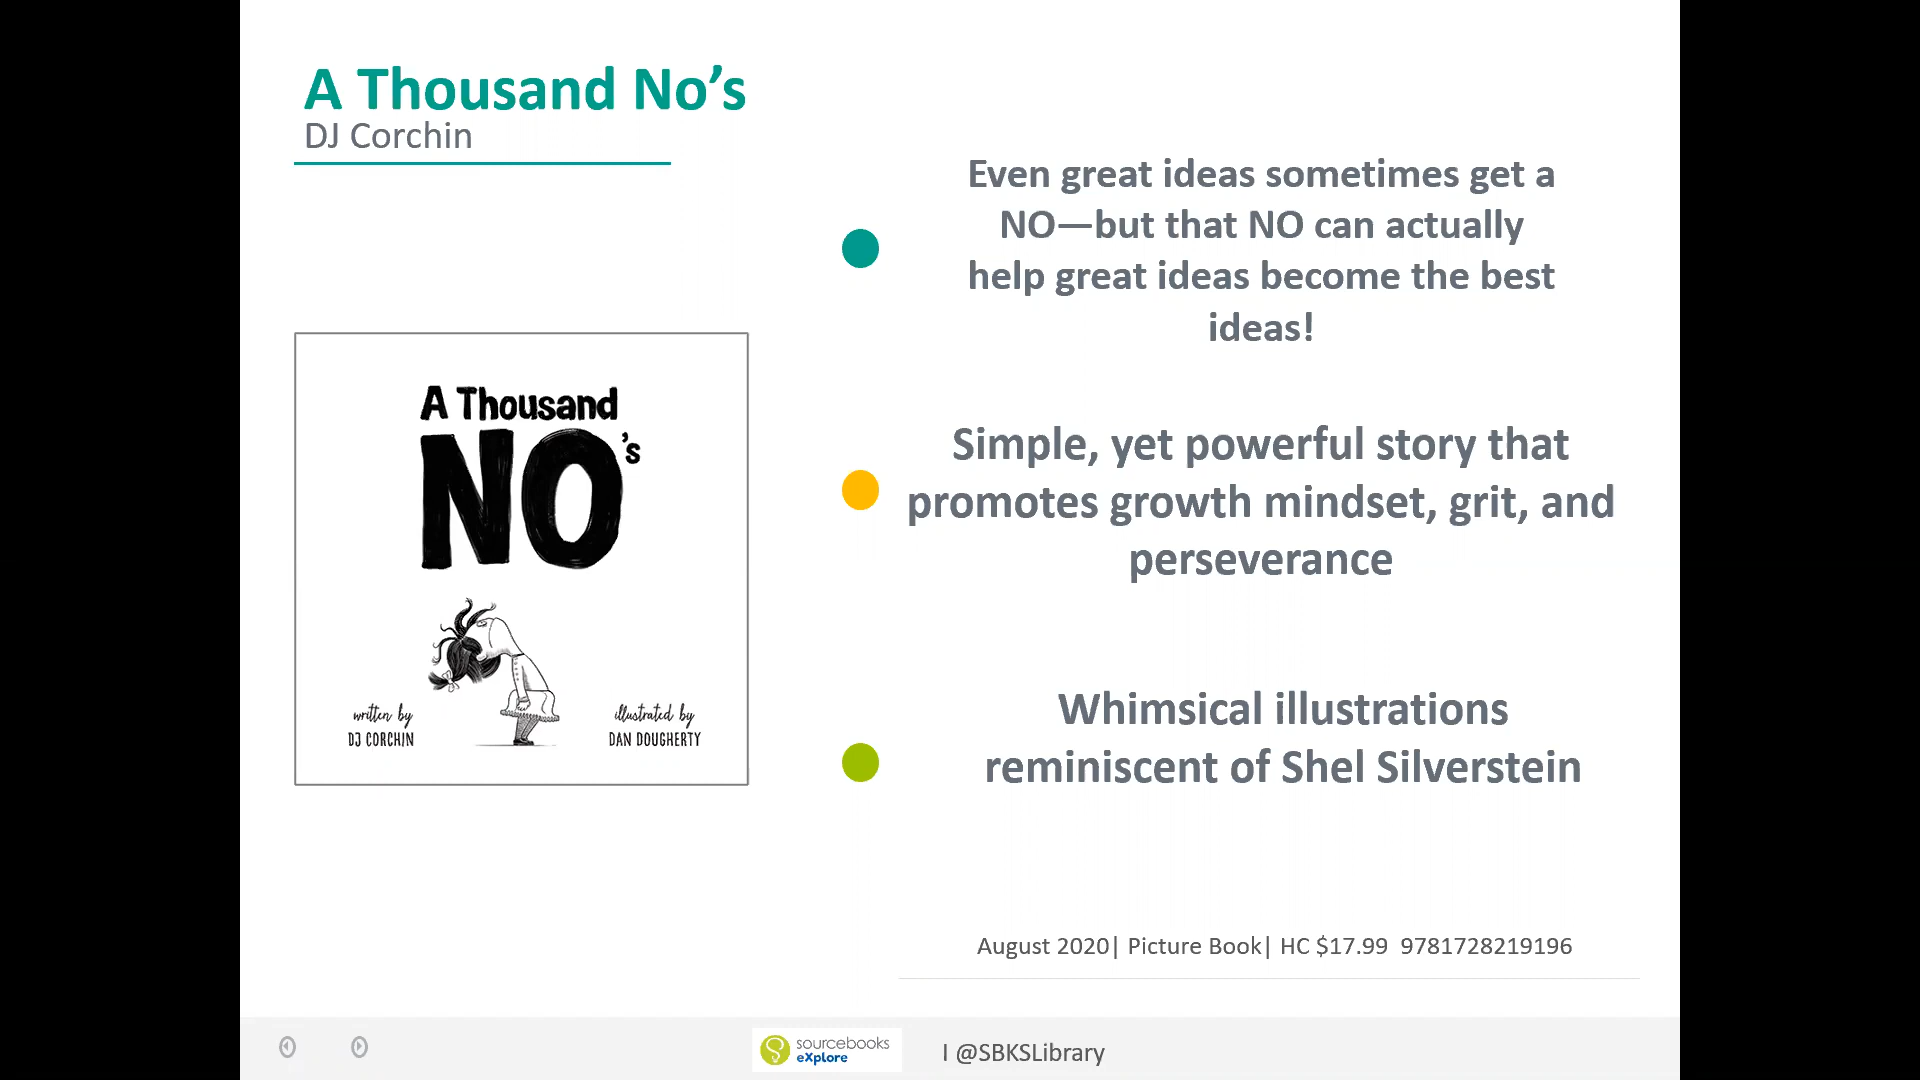 A Thousand No’s
DJ Corchin
Even great ideas sometimes get a
NO—but that NO can actually
help great ideas become the best
ideas!
A Thousand
NO’s
written by
DJ CORCHIN
illustrated by
DAN DOUGHERTY
Simple, yet powerful story that
promotes growth mindset, grit, and
perseverance
Whimsical illustrations
reminiscent of Shel Silverstein
August 2020| Picture Book| HC $17.99 9781728219196
sourcebooks
eXplore
I @SBKSLibrary